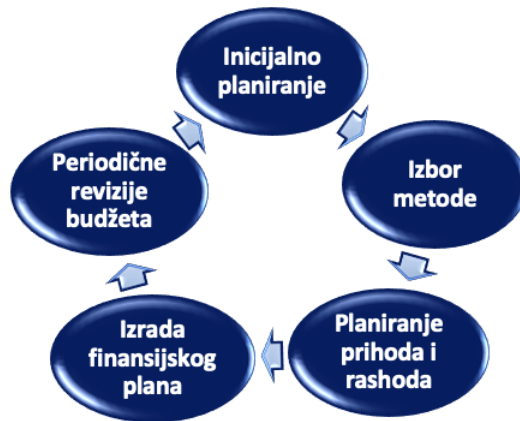 Inicijalno
planiranje
Izbor
metode
Planiranje
prihoda i
rashoda
Izrada
finansijskog
plana
Periodične
revizije
budžeta